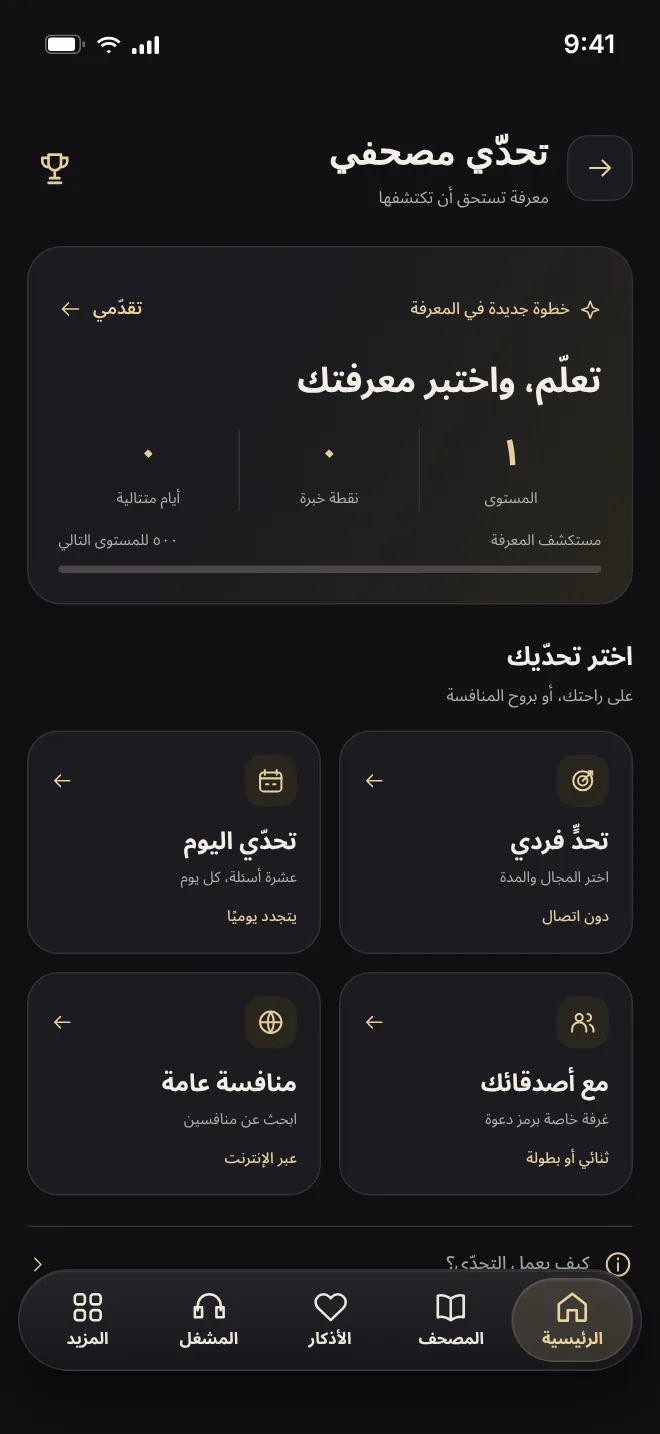 9:41
تحدّي مصحفي
معرفة تستحق أن تكتشفها
خطوة جديدة في المعرفة
تقدّمي
تعلّم، واختبر معرفتك
١
٠
٠
المستوى
نقطة خبرة
أيام متتالية
مستكشف المعرفة
٥٠٠ للمستوى التالي
اختر تحدّيك
على راحتك، أو بروح المنافسة
تحدٍّ فردي
اختر المجال والمدة
دون اتصال
تحدّي اليوم
عشرة أسئلة، كل يوم
يتجدد يوميًا
مع أصدقائك
غرفة خاصة برمز دعوة
ثنائي أو بطولة
منافسة عامة
ابحث عن منافسين
عبر الإنترنت
كيف يعمل التحدّي؟
الرئيسية
المصحف
الأذكار
المشغل
المزيد